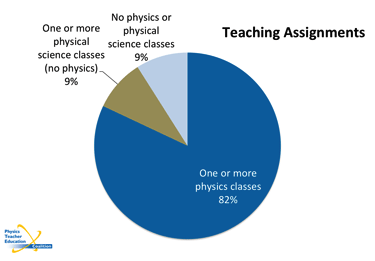 Teaching Assignments
No physics or
physical
science classes
9%
One or more
physical
science classes
(no physics)
9%
One or more
physics classes
82%
Physics
Teacher
Education
Coalition